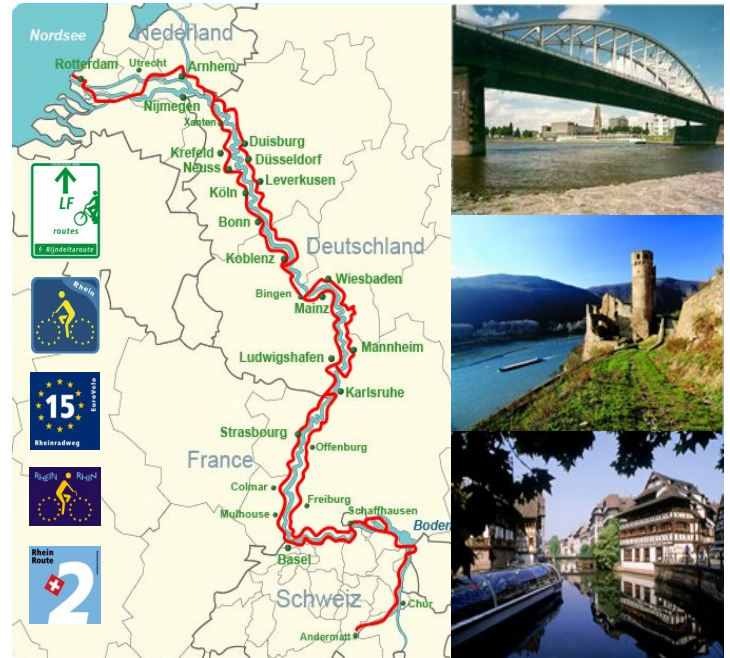 Nordsee
Nederland
Rotterdam
Utrecht
Arnhem
Nijmegen
Xanten
Duisburg
Krefeld
Düsseldorf
Neuss
Leverkusen
Köln
Bonn
Deutschland
Koblenz
Wiesbaden
Bingen
Mainz
Mannheim
Ludwigshafen
Karlsruhe
Strasbourg
Offenburg
France
Colmar
Freiburg
Mulhouse
Schaffhausen
Boden
Basel
Schweiz
Chur
Andermatt
LF
routes
Rijndeltaroute
Rhein
15
EuroVelo
Rheinradweg
RHEIN RHIN
Rhein
Route
2